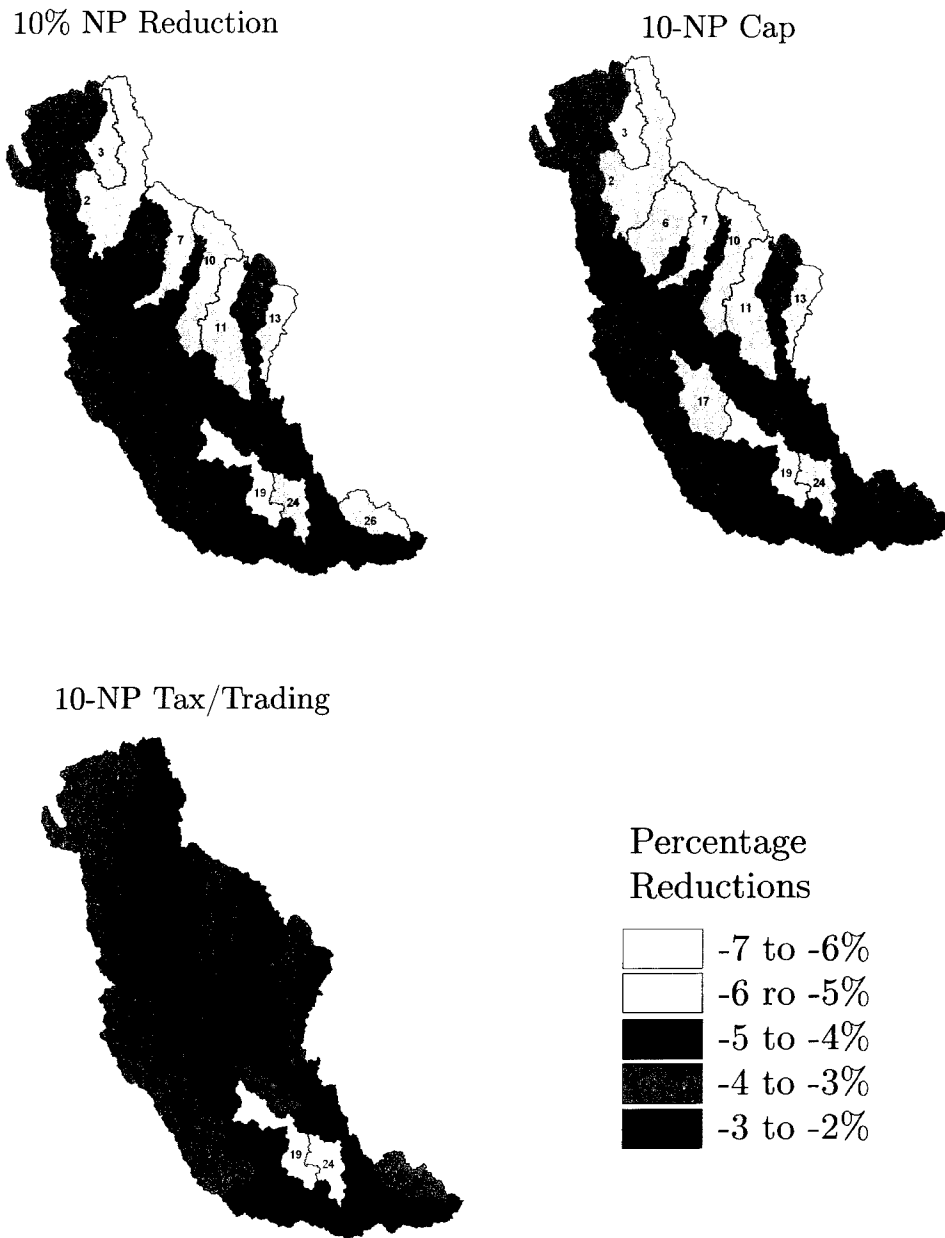 10% NP Reduction
3
2
7
10
11
13
19
24
26
10-NP Cap
3
2
6
7
10
11
13
17
19
24
10-NP Tax/Trading
19
24
Percentage
Reductions
-7 to -6%
-6 ro -5%
-5 to -4%
-4 to -3%
-3 to -2%